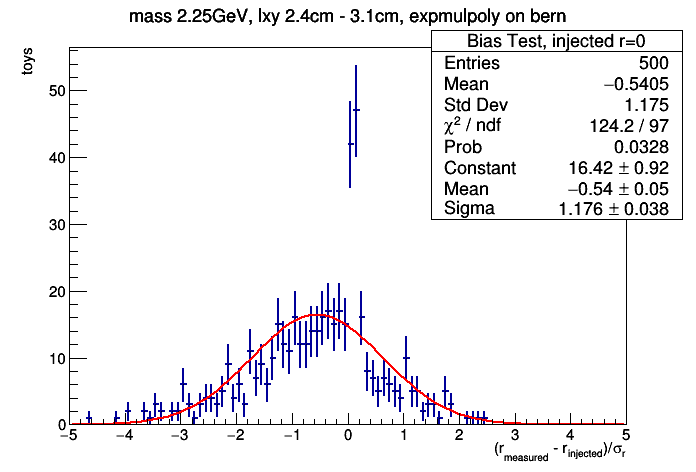 mass 2.25GeV, lxy 2.4cm - 3.1cm, expmulpoly on bern
toys
Bias Test, injected r=0
Entries 500
Mean −0.5405
Std Dev 1.175
χ² / ndf 124.2 / 97
Prob 0.0328
Constant 16.42 ± 0.92
Mean −0.54 ± 0.05
Sigma 1.176 ± 0.038
50
40
30
20
10
0
−5 −4 −3 −2 −1 0 1 2 3 4 5
(r_measured - r_injected)/σ_r